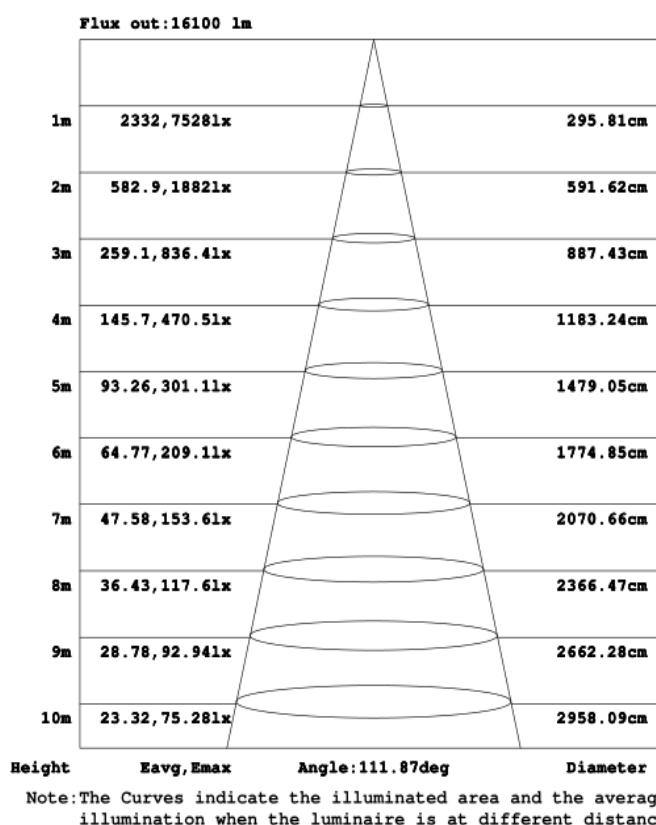 Flux out:16100 lm
1m 2332,7528lx 295.81cm
2m 582.9,1882lx 591.62cm
3m 259.1,836.4lx 887.43cm
4m 145.7,470.5lx 1183.24cm
5m 93.26,301.1lx 1479.05cm
6m 64.77,209.1lx 1774.85cm
7m 47.58,153.6lx 2070.66cm
8m 36.43,117.6lx 2366.47cm
9m 28.78,92.94lx 2662.28cm
10m 23.32,75.28lx 2958.09cm
Height Eavg,Emax Angle:111.87deg Diameter
Note:The Curves indicate the illuminated area and the averag
illumination when the luminaire is at different distanc